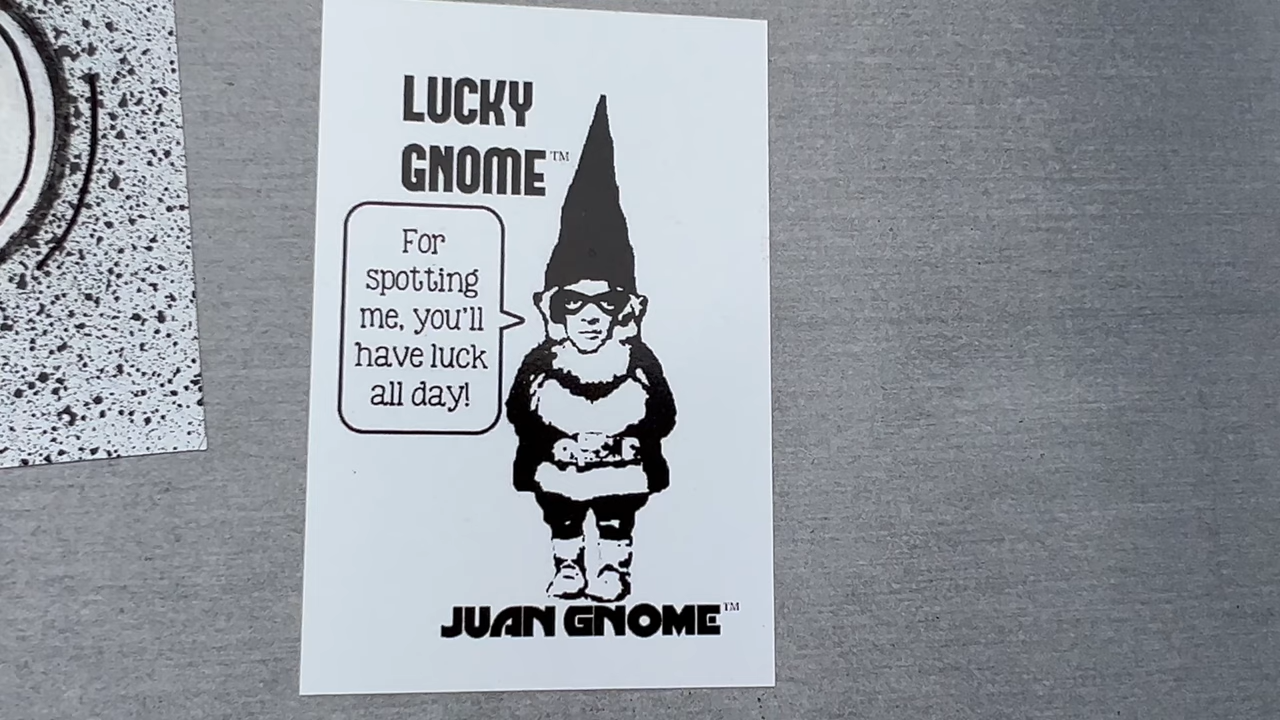 LUCKY
GNOME™
For
spotting
me, you'll
have luck
all day!
JUAN GNOME™